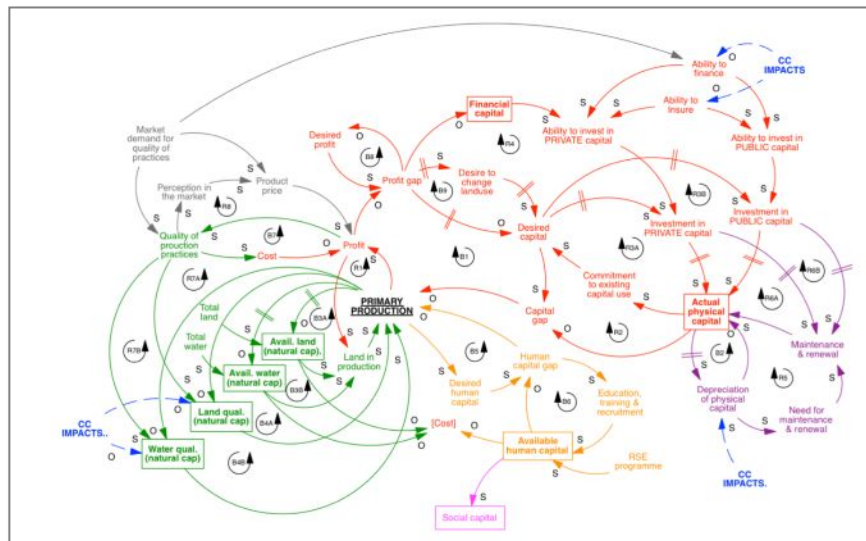 Ability to
finance
CC
IMPACTS
Financial
capital
Ability to
Insure
Market
demand for
quality of
practices
Desired
profit
Ability to invest in
PRIVATE capital
Ability to invest in
PUBLIC capital
R4
B8
Perception in
the market
Product
price
Profit gap
B9
Desire to
change
landuse
R3B
R8
Quality of
prouction
practices
B7
Cost
Profit
Desired
capital
Investment in
PRIVATE capital
Investment in
PUBLIC capital
R7A
R1
B1
R3A
R6B
Commitment to
existing
capital use
R6A
Total
land
PRIMARY
PRODUCTION
Capital
gap
Actual
physical
capital
B3A
R2
Total
water
Avail. land
(natural cap).
Land in
production
B5
Human
capital gap
B2
Maintenance
& renewal
R7B
Avail. water
(natural cap)
B3B
Desired
human
capital
B6
Education,
training &
recruitment
Depreciation
of physical
capital
R5
CC
IMPACTS..
Land qual.
(natural cap)
B4A
[Cost]
Need for
maintenance
& renewal
Water qual.
(natural cap)
B4B
Available
human capital
RSE
programme
CC
IMPACTS.
Social capital